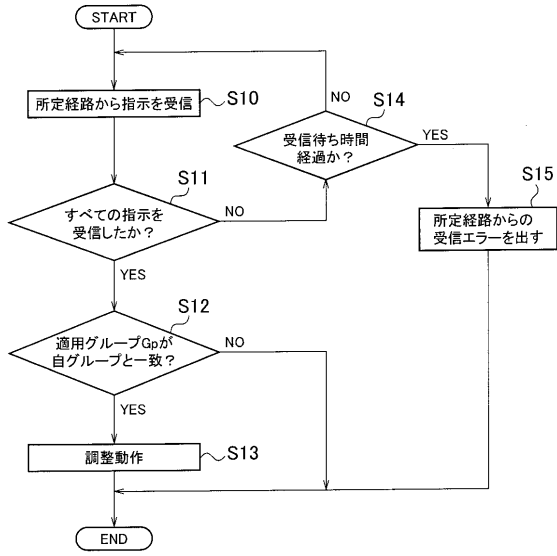 START
所定経路から指示を受信
S10
NO
S14
受信待ち時間
経過か？
YES
S15
所定経路からの
受信エラーを出す
S11
すべての指示を
受信したか？
NO
YES
S12
適用グループGpが
自グループと一致？
NO
YES
調整動作
S13
END